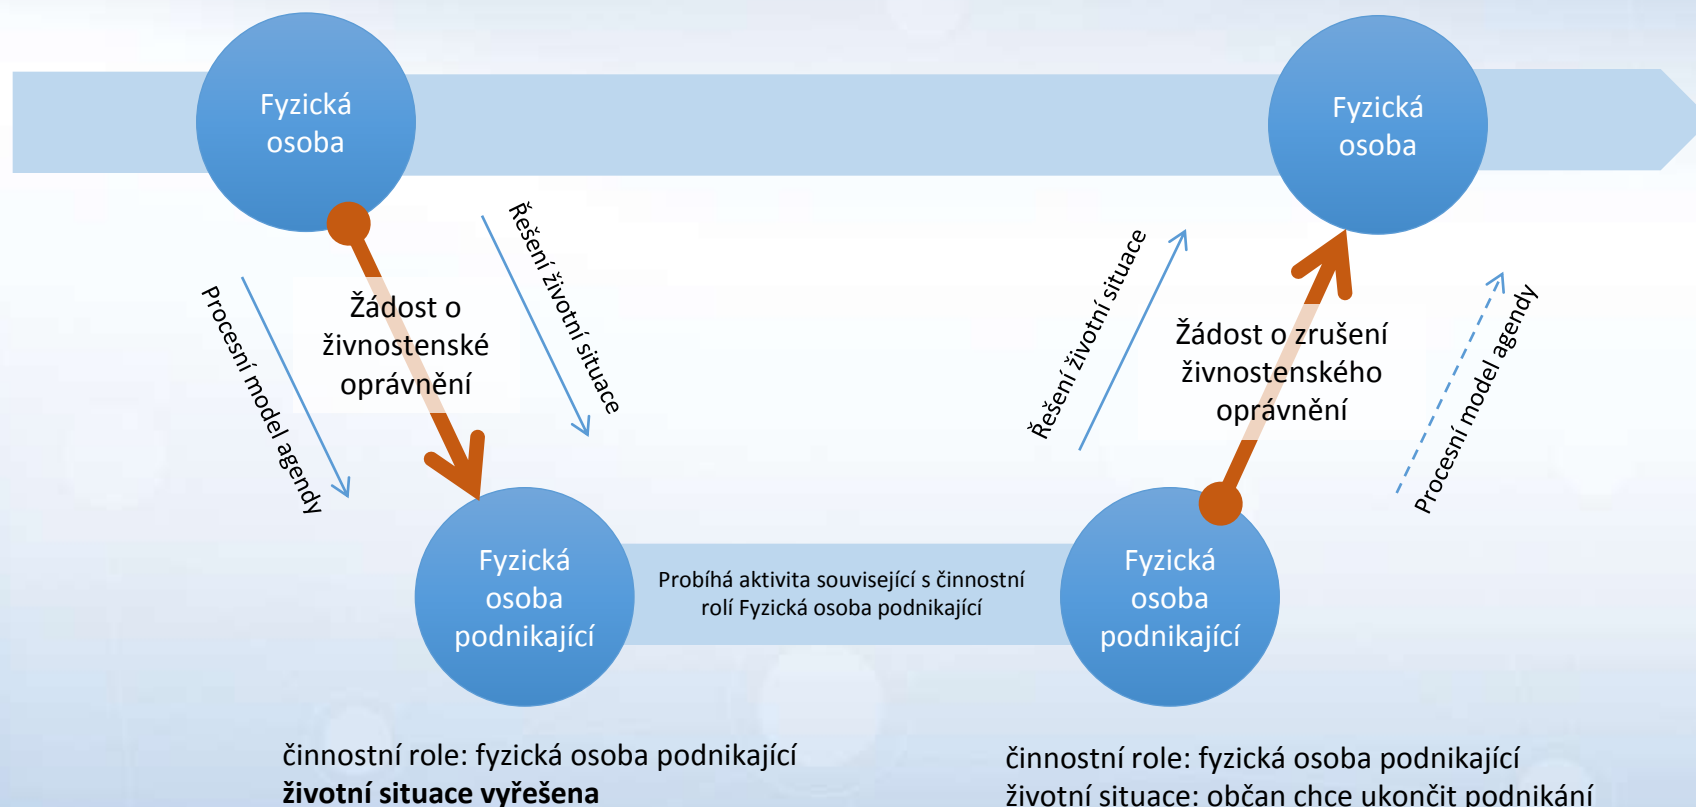 Fyzická
osoba
Fyzická
osoba
Procesní model agendy
Žádost o
živnostenské
oprávnění
Řešení životní situace
Řešení životní situace
Žádost o zrušení
živnostenského
oprávnění
Procesní model agendy
Fyzická
osoba
podnikající
Probíhá aktivita související s činnostní
rolí Fyzická osoba podnikající
Fyzická
osoba
podnikající
činnostní role: fyzická osoba podnikající
životní situace vyřešena
činnostní role: fyzická osoba podnikající
životní situace: občan chce ukončit podnikání